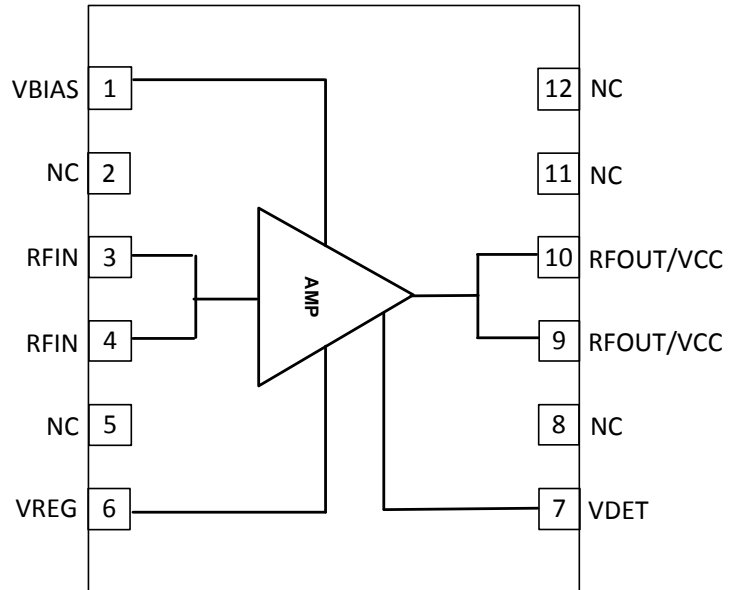 VBIAS 1
NC 2
RFIN 3
RFIN 4
NC 5
VREG 6
AMP
12 NC
11 NC
10 RFOUT/VCC
9 RFOUT/VCC
8 NC
7 VDET